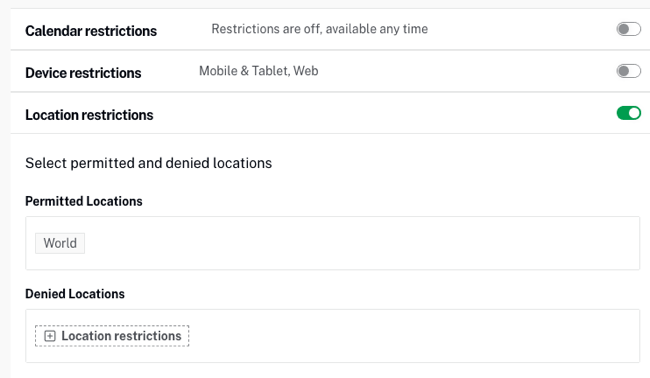 Calendar restrictions Restrictions are off, available any time
Device restrictions Mobile & Tablet, Web
Location restrictions
Select permitted and denied locations
Permitted Locations
World
Denied Locations
Location restrictions